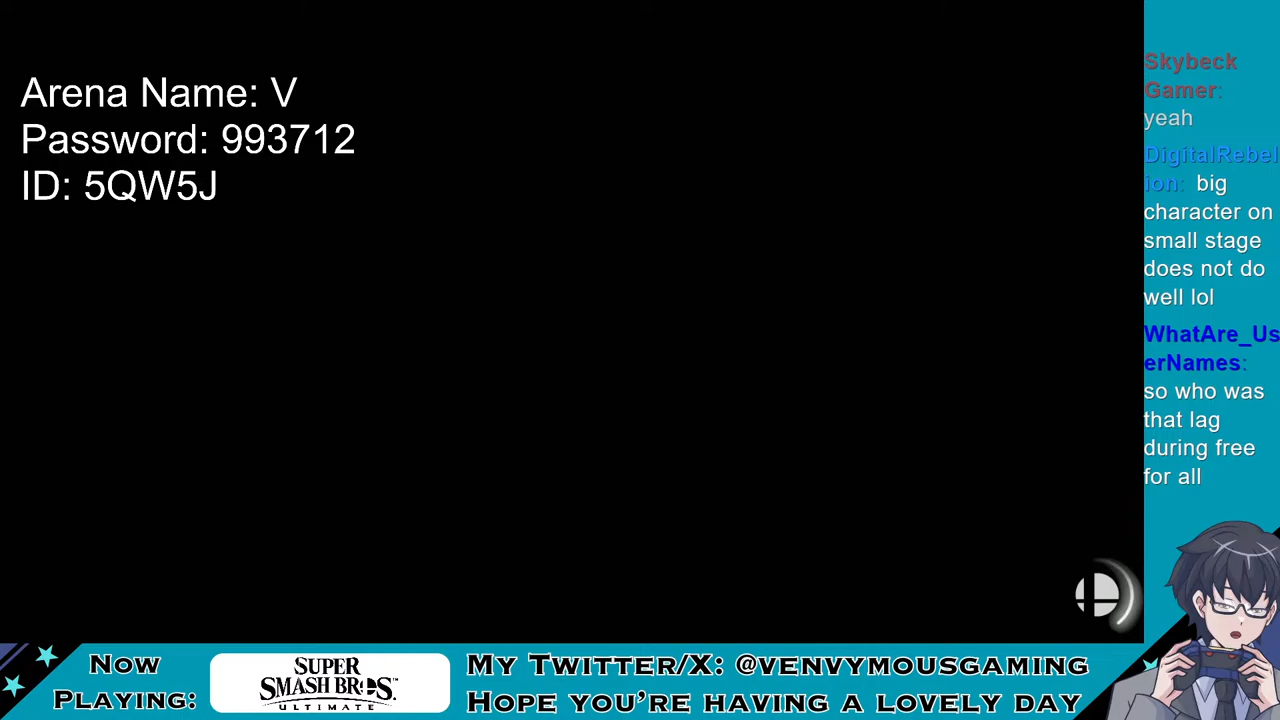 Arena Name: V
Password: 993712
ID: 5QW5J
Skybeck
Gamer:
yeah
DigitalRebel
ion: big
character on
small stage
does not do
well lol
WhatAre_Us
erNames:
so who was
that lag
during free
for all
Now
Playing:
SUPER
SMASH BROS.™
ULTIMATE
My Twitter/X: @venvymousgaming
Hope you're having a lovely day